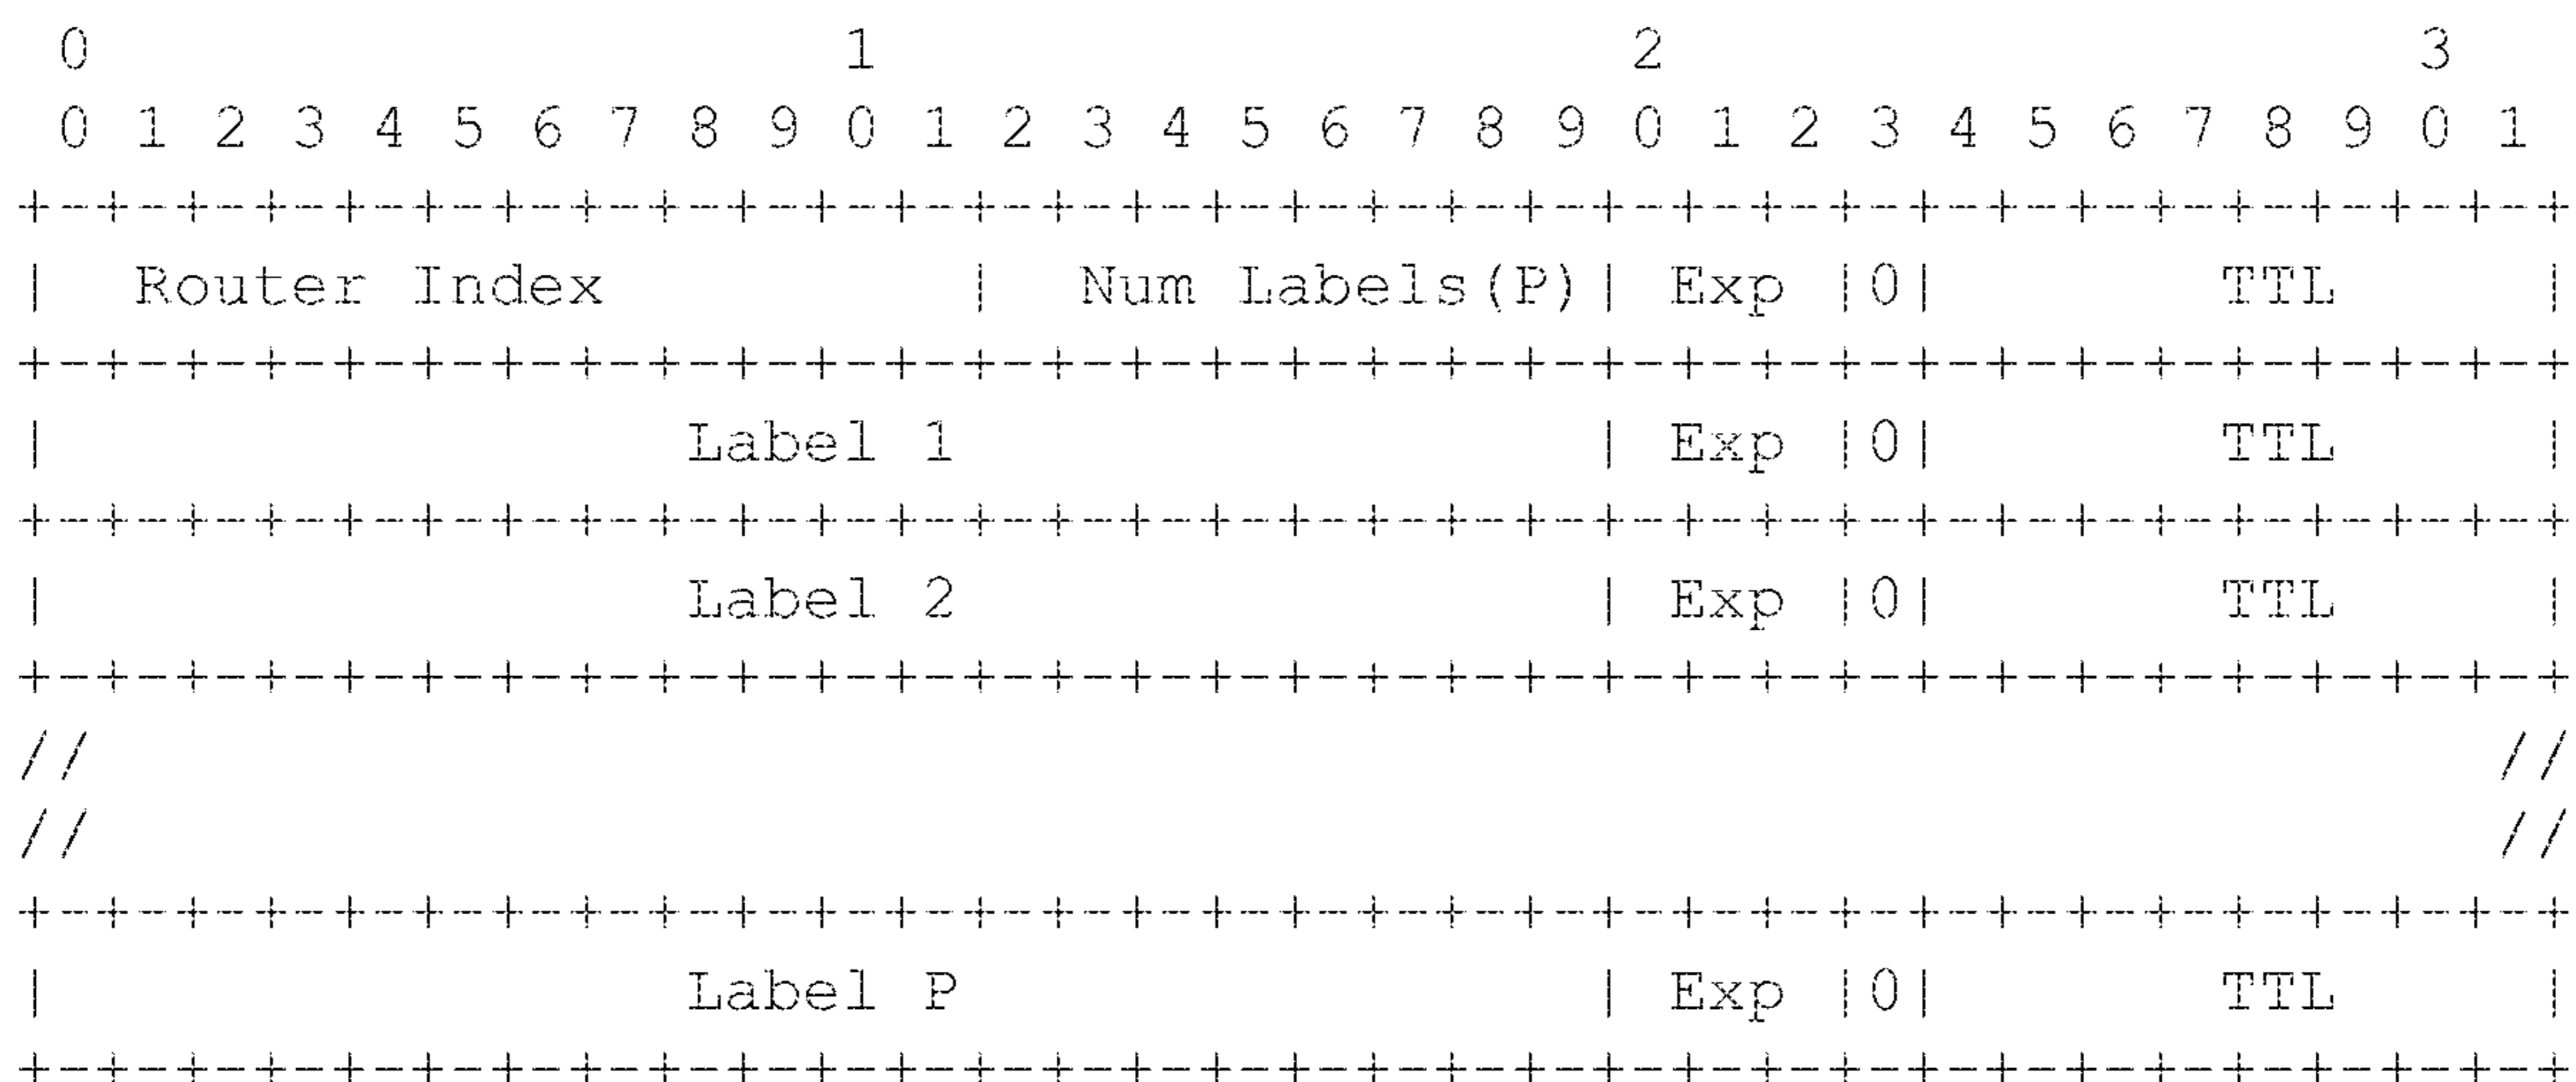 0                   1                   2                   3
 0 1 2 3 4 5 6 7 8 9 0 1 2 3 4 5 6 7 8 9 0 1 2 3 4 5 6 7 8 9 0 1
+-+-+-+-+-+-+-+-+-+-+-+-+-+-+-+-+-+-+-+-+-+-+-+-+-+-+-+-+-+-+-+-+
|  Router Index         |  Num Labels(P)| Exp |0|       TTL     |
+-+-+-+-+-+-+-+-+-+-+-+-+-+-+-+-+-+-+-+-+-+-+-+-+-+-+-+-+-+-+-+-+
|                Label 1                | Exp |0|       TTL     |
+-+-+-+-+-+-+-+-+-+-+-+-+-+-+-+-+-+-+-+-+-+-+-+-+-+-+-+-+-+-+-+-+
|                Label 2                | Exp |0|       TTL     |
+-+-+-+-+-+-+-+-+-+-+-+-+-+-+-+-+-+-+-+-+-+-+-+-+-+-+-+-+-+-+-+-+
//                                                             //
//                                                             //
+-+-+-+-+-+-+-+-+-+-+-+-+-+-+-+-+-+-+-+-+-+-+-+-+-+-+-+-+-+-+-+-+
|                Label P                | Exp |0|       TTL     |
+-+-+-+-+-+-+-+-+-+-+-+-+-+-+-+-+-+-+-+-+-+-+-+-+-+-+-+-+-+-+-+-+